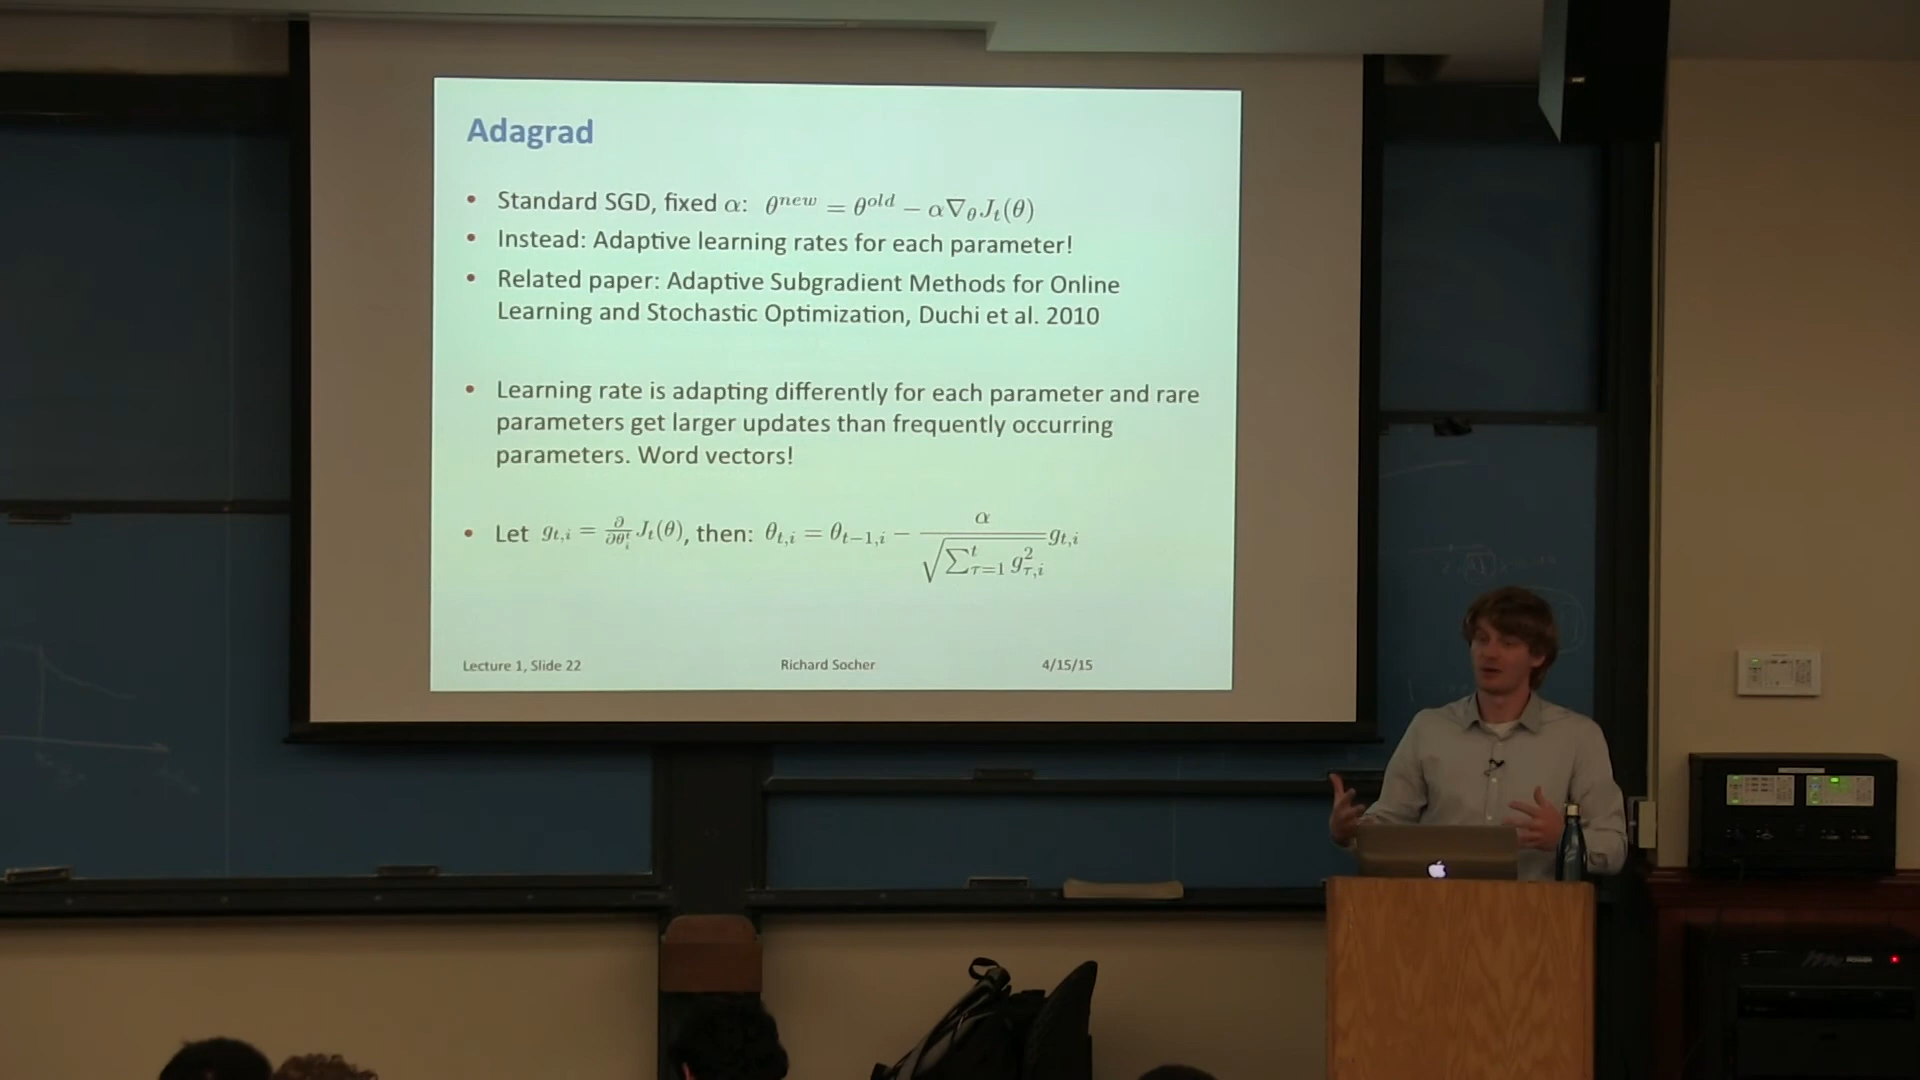 Adagrad
• Standard SGD, fixed α: θ^{new} = θ^{old} − α∇_θ J_t(θ)
• Instead: Adaptive learning rates for each parameter!
• Related paper: Adaptive Subgradient Methods for Online
Learning and Stochastic Optimization, Duchi et al. 2010
• Learning rate is adapting differently for each parameter and rare
parameters get larger updates than frequently occurring
parameters. Word vectors!
• Let g_{t,i} = \frac{∂}{∂θ_i^t} J_t(θ), then: θ_{t,i} = θ_{t−1,i} − \frac{α}{\sqrt{∑_{τ=1}^{t} g_{τ,i}^2}} g_{t,i}
Lecture 1, Slide 22 Richard Socher 4/15/15